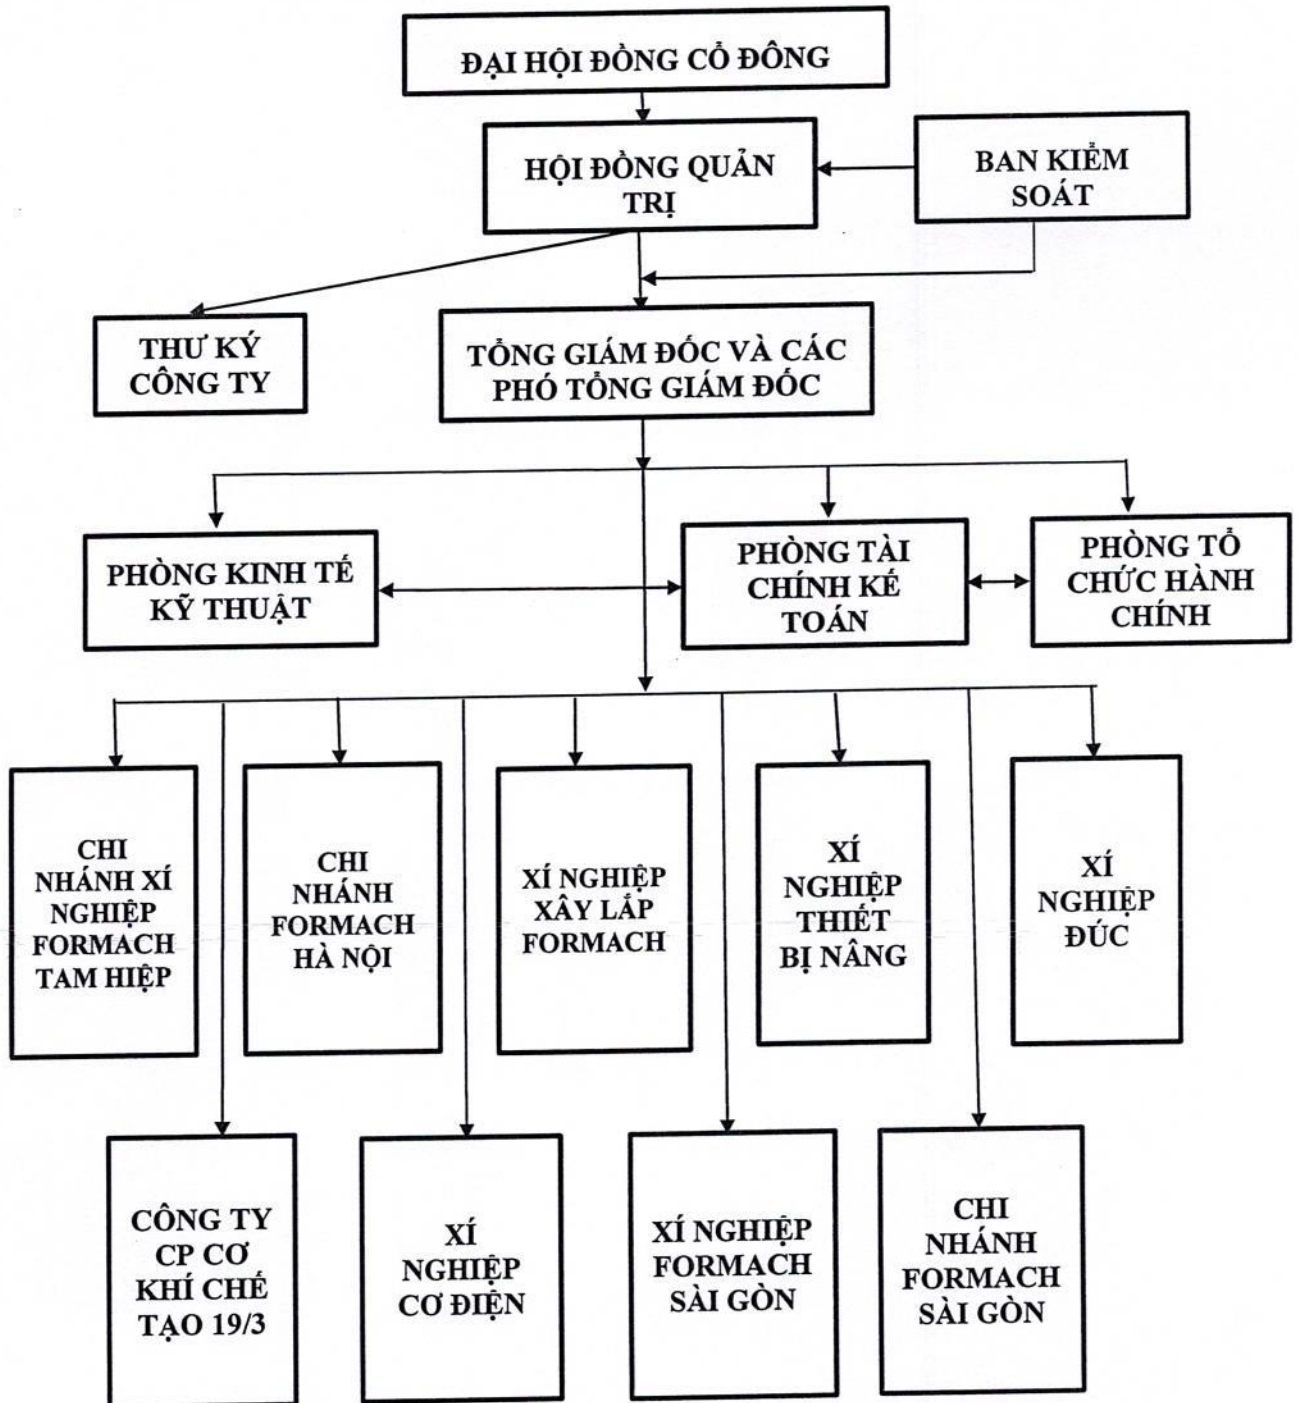 ĐẠI HỘI ĐỒNG CỔ ĐÔNG
HỘI ĐỒNG QUẢN
TRỊ
BAN KIỂM
SOÁT
THƯ KÝ
CÔNG TY
TỔNG GIÁM ĐỐC VÀ CÁC
PHÓ TỔNG GIÁM ĐỐC
PHÒNG KINH TẾ
KỸ THUẬT
PHÒNG TÀI
CHÍNH KẾ
TOÁN
PHÒNG TỔ
CHỨC HÀNH
CHÍNH
CHI
NHÁNH XÍ
NGHIỆP
FORMACH
TAM HIỆP
CHI
NHÁNH
FORMACH
HÀ NỘI
XÍ NGHIỆP
XÂY LẮP
FORMACH
XÍ
NGHIỆP
THIẾT
BỊ NÂNG
XÍ
NGHIỆP
ĐÚC
CÔNG TY
CP CƠ
KHÍ CHẾ
TẠO 19/3
XÍ
NGHIỆP
CƠ ĐIỆN
XÍ NGHIỆP
FORMACH
SÀI GÒN
CHI
NHÁNH
FORMACH
SÀI GÒN